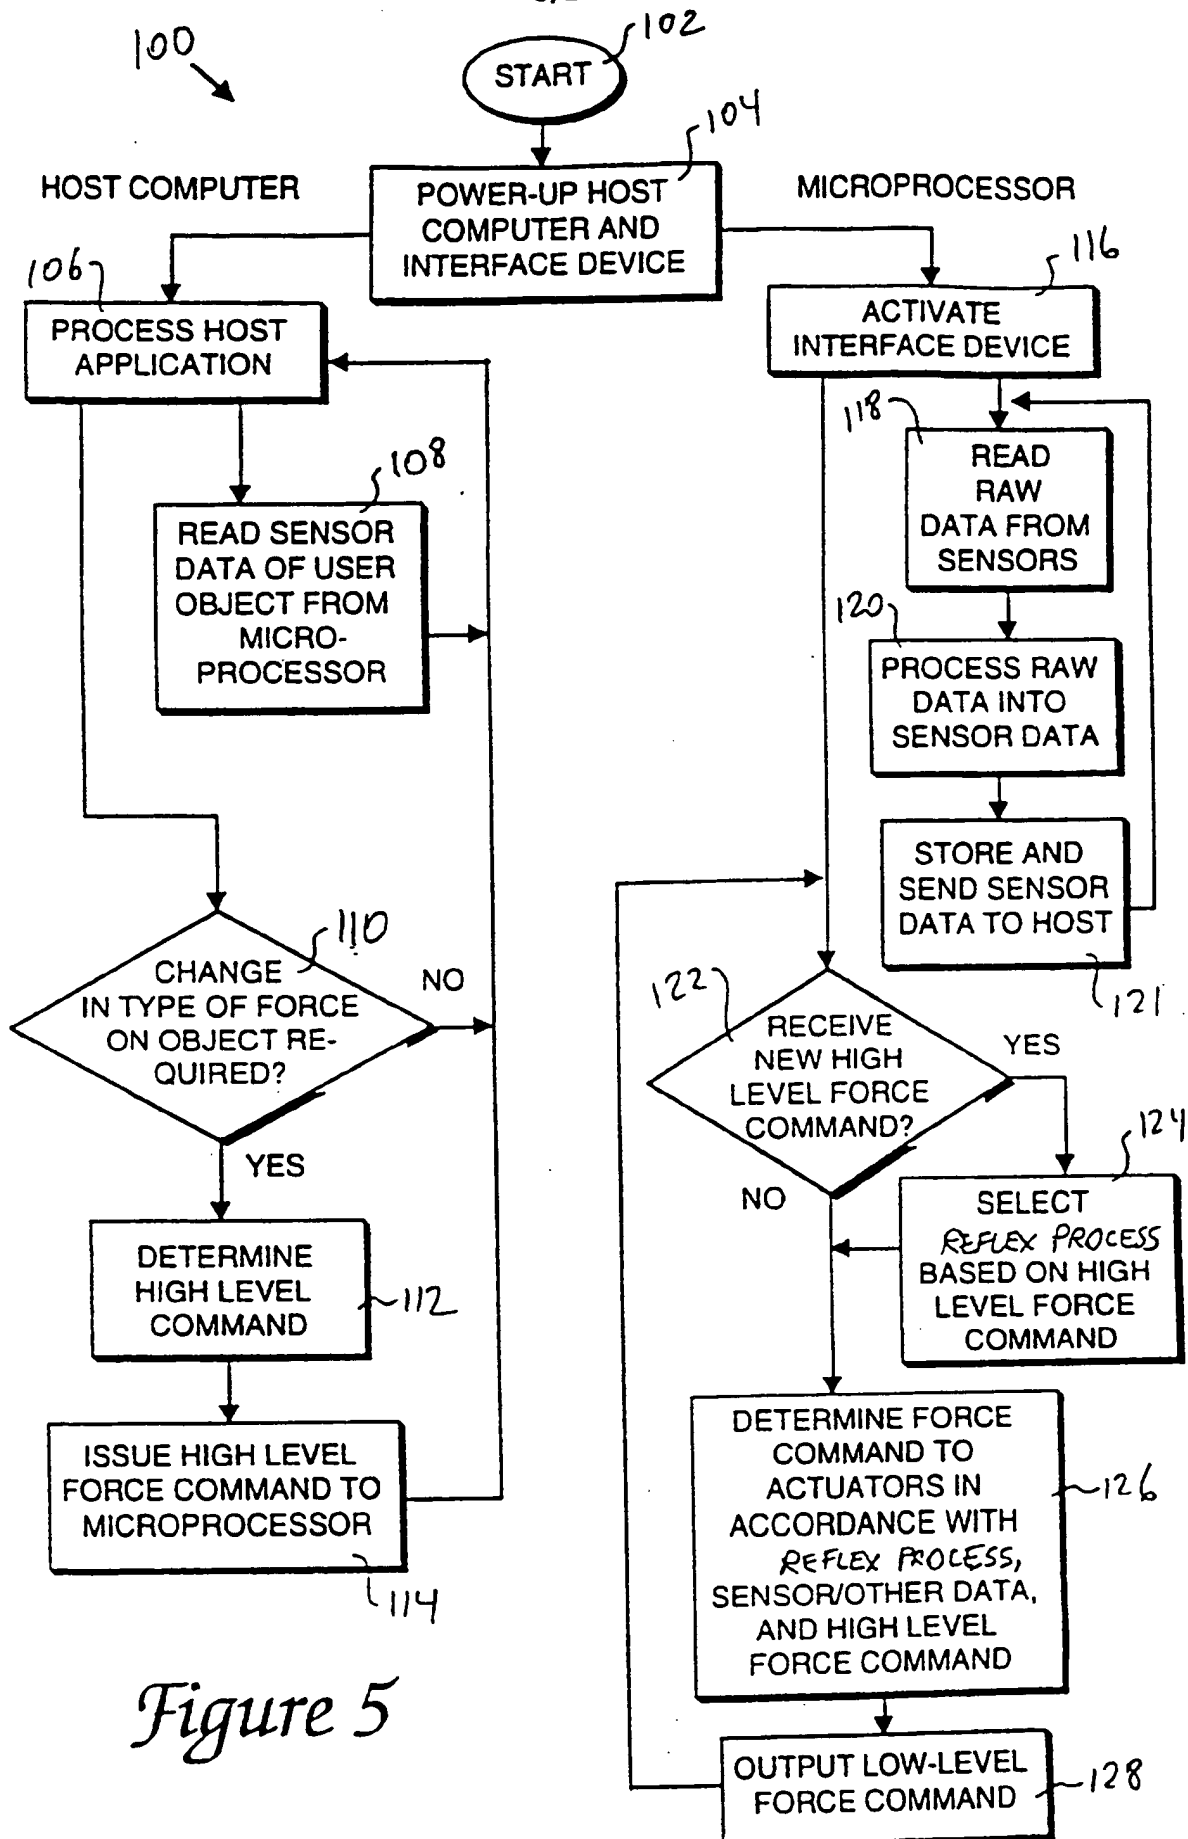 102
100
START
104
HOST COMPUTER
MICROPROCESSOR
POWER-UP HOST
COMPUTER AND
INTERFACE DEVICE
106
PROCESS HOST
APPLICATION
116
ACTIVATE
INTERFACE DEVICE
108
READ SENSOR
DATA OF USER
OBJECT FROM
MICRO-
PROCESSOR
118
READ
RAW
DATA FROM
SENSORS
120
PROCESS RAW
DATA INTO
SENSOR DATA
STORE AND
SEND SENSOR
DATA TO HOST
121
110
CHANGE
IN TYPE OF FORCE
ON OBJECT RE-
QUIRED?
NO
YES
122
RECEIVE
NEW HIGH
LEVEL FORCE
COMMAND?
YES
NO
124
SELECT
REFLEX PROCESS
BASED ON HIGH
LEVEL FORCE
COMMAND
DETERMINE
HIGH LEVEL
COMMAND
112
ISSUE HIGH LEVEL
FORCE COMMAND TO
MICROPROCESSOR
114
DETERMINE FORCE
COMMAND TO
ACTUATORS IN
ACCORDANCE WITH
REFLEX PROCESS,
SENSOR/OTHER DATA,
AND HIGH LEVEL
FORCE COMMAND
126
OUTPUT LOW-LEVEL
FORCE COMMAND
128
Figure 5